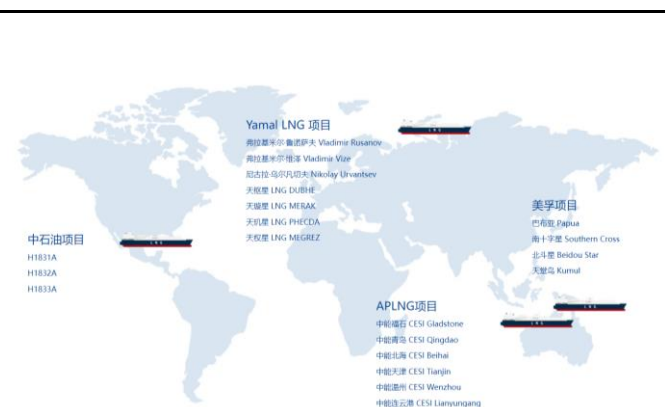 Yamal LNG 项目
弗拉基米尔·鲁诺萨夫 Vladimir Rusanov
弗拉基米尔·维泽 Vladimir Vize
尼古拉·乌尔凡切夫 Nikolay Urvantsev
天枢星 LNG DUBHE
天璇星 LNG MERAK
天玑星 LNG PHECDA
天权星 LNG MEGREZ
美孚项目
巴布亚 Papua
南十字星 Southern Cross
北斗星 Beidou Star
天堂鸟 Kumul
中石油项目
H1831A
H1832A
H1833A
APLNG项目
中能福石 CESI Gladstone
中能青岛 CESI Qingdao
中能北海 CESI Beihai
中能天津 CESI Tianjin
中能温州 CESI Wenzhou
中能连云港 CESI Lianyungang